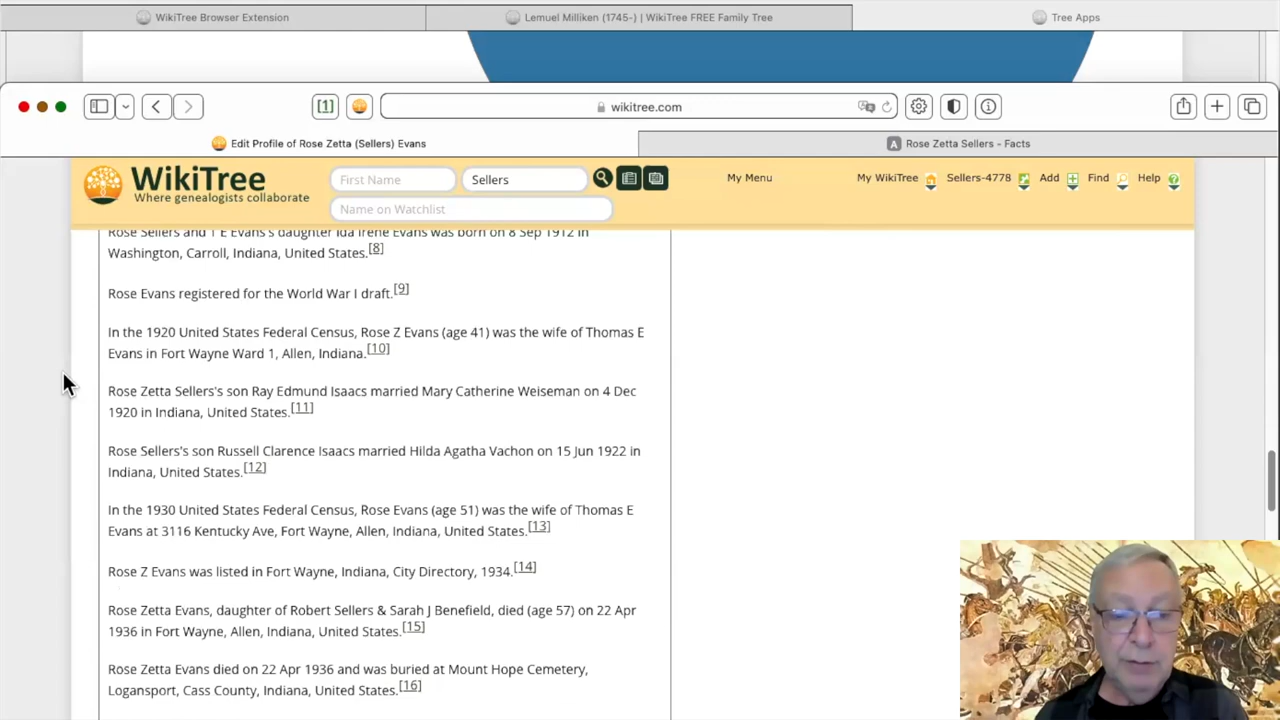 WikiTree Browser Extension
Lemuel Milliken (1745-) | WikiTree FREE Family Tree
Tree Apps
[1]
wikitree.com
Edit Profile of Rose Zetta (Sellers) Evans
A
Rose Zetta Sellers - Facts
WikiTree
Where genealogists collaborate
First Name
Sellers
Name on Watchlist
My Menu
My WikiTree
Sellers-4778
Add
Find
Help
Rose Sellers and T E Evans's daughter Ida Irene Evans was born on 8 Sep 1912 in
Washington, Carroll, Indiana, United States.[8]
Rose Evans registered for the World War I draft.[9]
In the 1920 United States Federal Census, Rose Z Evans (age 41) was the wife of Thomas E
Evans in Fort Wayne Ward 1, Allen, Indiana.[10]
Rose Zetta Sellers's son Ray Edmund Isaacs married Mary Catherine Weiseman on 4 Dec
1920 in Indiana, United States.[11]
Rose Sellers's son Russell Clarence Isaacs married Hilda Agatha Vachon on 15 Jun 1922 in
Indiana, United States.[12]
In the 1930 United States Federal Census, Rose Evans (age 51) was the wife of Thomas E
Evans at 3116 Kentucky Ave, Fort Wayne, Allen, Indiana, United States.[13]
Rose Z Evans was listed in Fort Wayne, Indiana, City Directory, 1934.[14]
Rose Zetta Evans, daughter of Robert Sellers & Sarah J Benefield, died (age 57) on 22 Apr
1936 in Fort Wayne, Allen, Indiana, United States.[15]
Rose Zetta Evans died on 22 Apr 1936 and was buried at Mount Hope Cemetery,
Logansport, Cass County, Indiana, United States.[16]